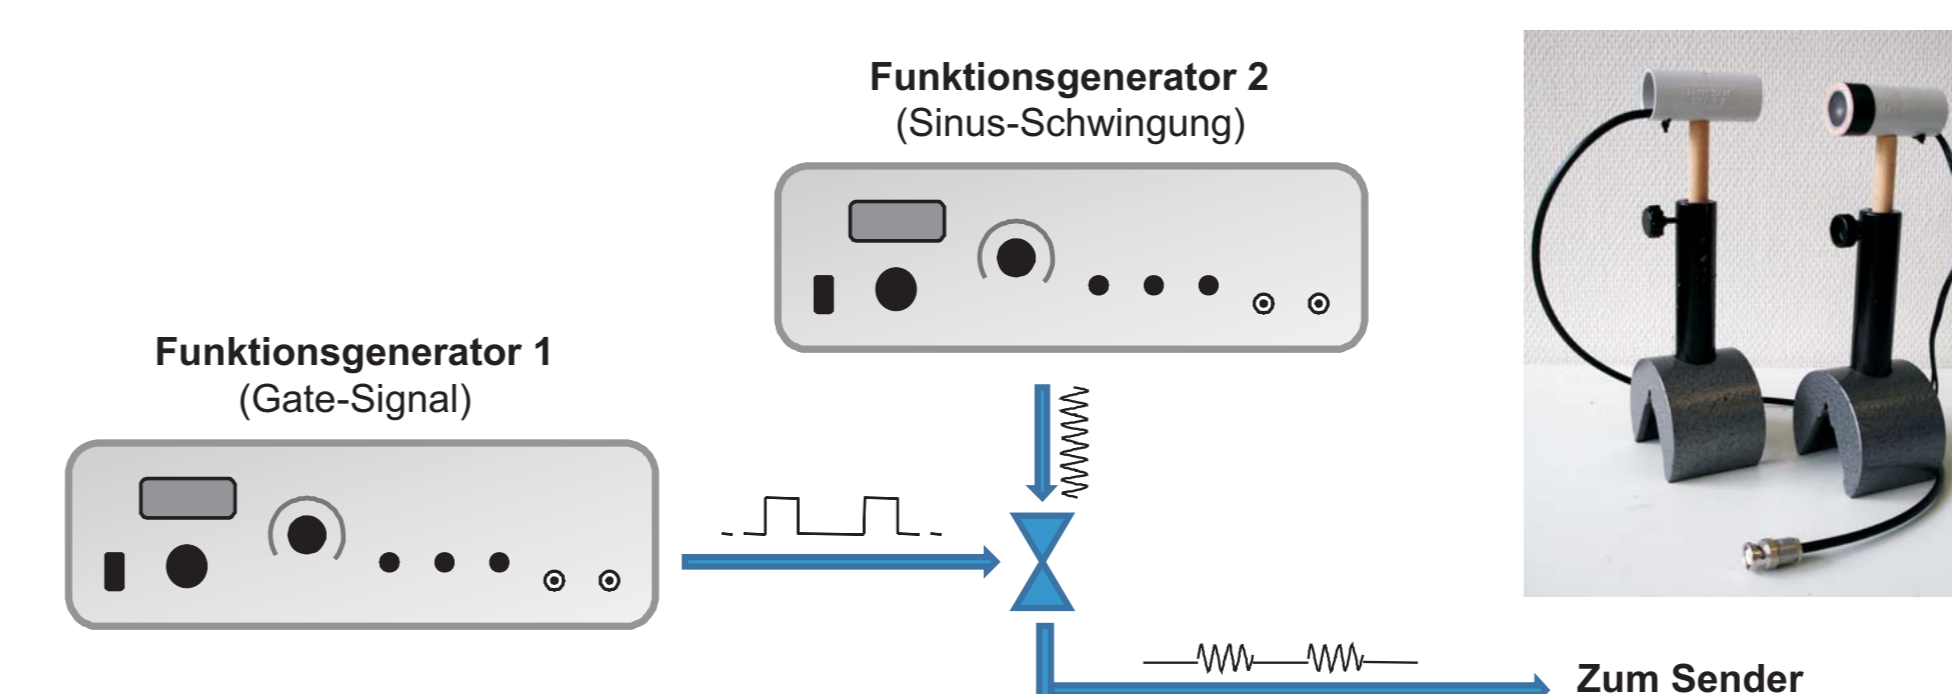 Funktionsgenerator 2
(Sinus-Schwingung)
Funktionsgenerator 1
(Gate-Signal)
Zum Sender